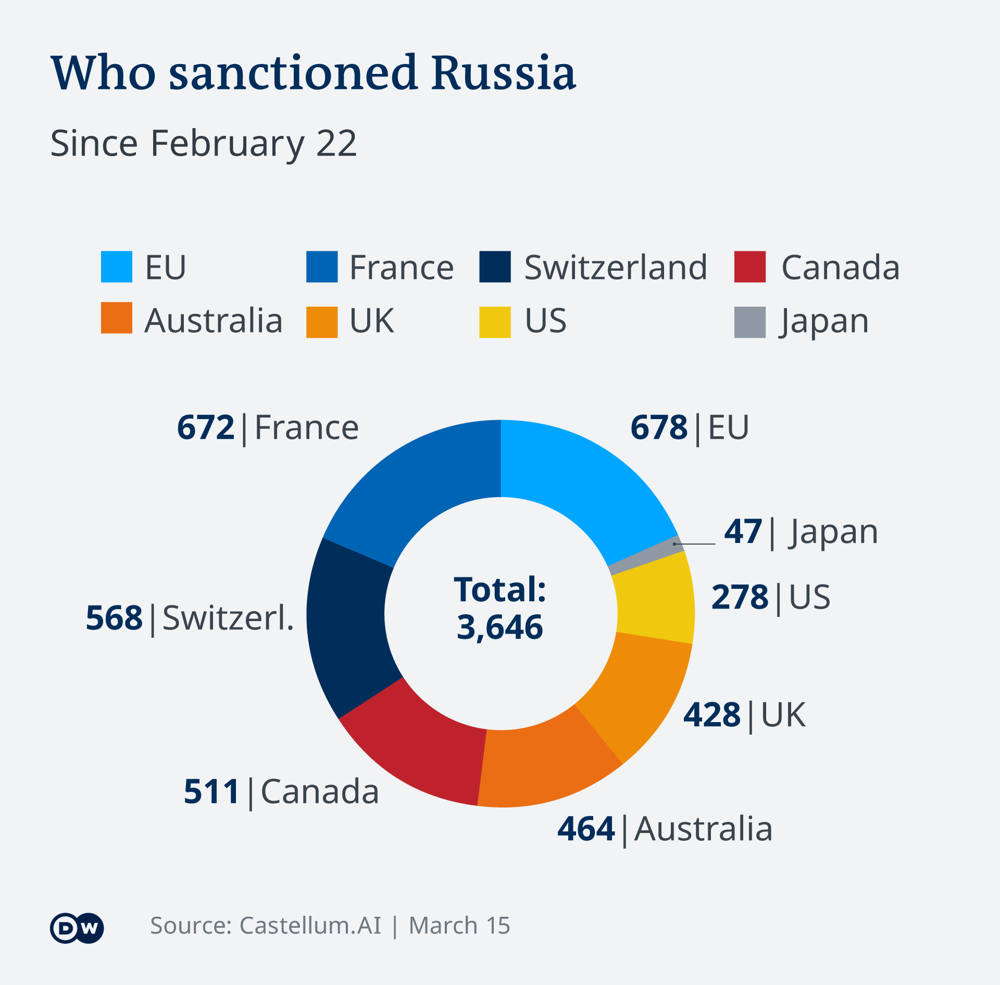 Who sanctioned Russia
Since February 22
EU France Switzerland Canada
Australia UK US Japan
672|France
678|EU
47| Japan
278|US
Total:
3,646
568|Switzerl.
428|UK
511|Canada
464|Australia
DW Source: Castellum.AI | March 15